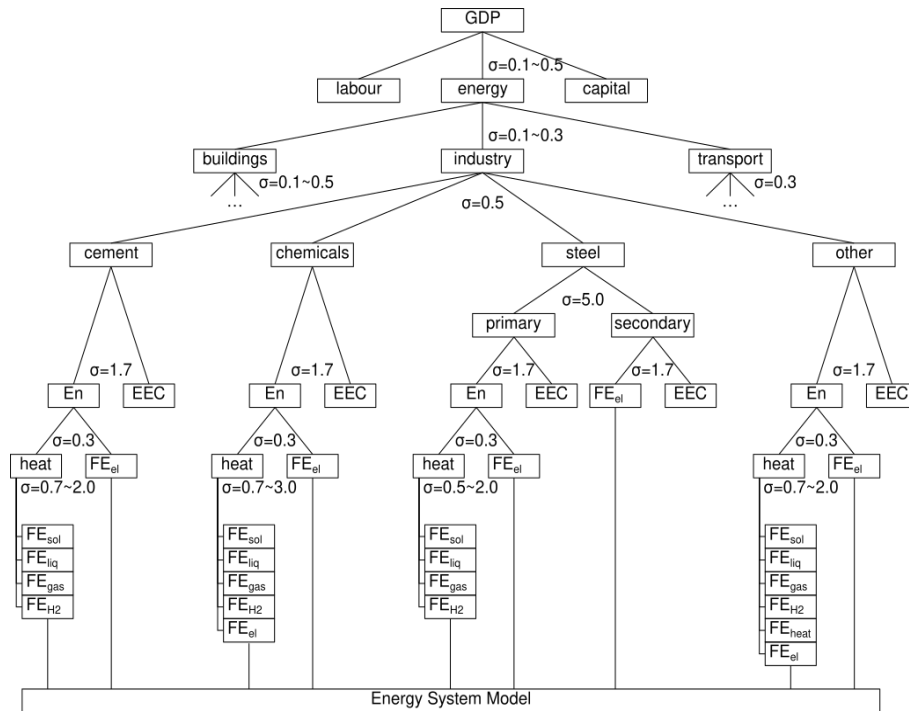 GDP
σ=0.1~0.5
labour energy capital
σ=0.1~0.3
buildings industry transport
σ=0.1~0.5 σ=0.5 σ=0.3
... ...
cement chemicals steel other
σ=5.0
primary secondary
σ=1.7 σ=1.7 σ=1.7 σ=1.7 σ=1.7
En EEC En EEC En EEC FEel EEC En EEC
σ=0.3 σ=0.3 σ=0.3 σ=0.3
heat FEel heat FEel heat FEel heat FEel
σ=0.7~2.0 σ=0.7~3.0 σ=0.5~2.0 σ=0.7~2.0
FEsol FEsol FEsol FEsol
FEliq FEliq FEliq FEliq
FEgas FEgas FEgas FEgas
FEH2 FEH2 FEH2 FEH2
FEel FEheat
FEel
Energy System Model